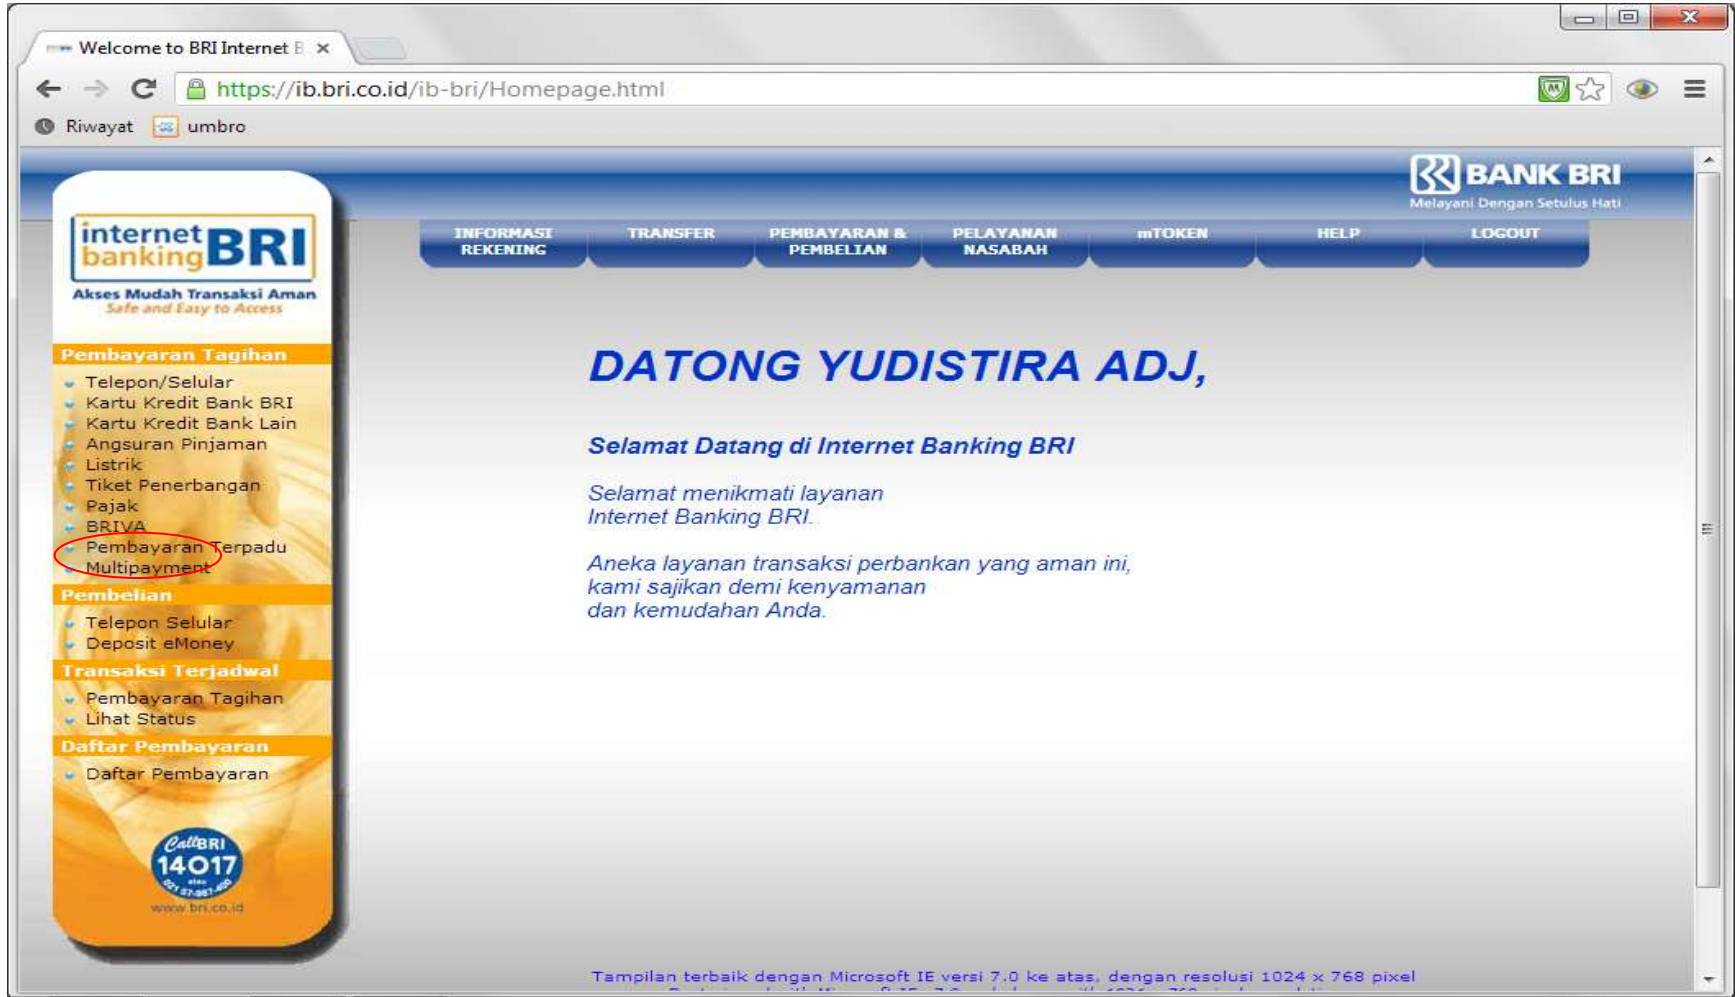 Welcome to BRI Internet B
https://ib.bri.co.id/ib-bri/Homepage.html
Riwayat umbro
BANK BRI
Melayani Dengan Setulus Hati
internet banking BRI
Akses Mudah Transaksi Aman
Safe and Easy to Access
INFORMASI REKENING
TRANSFER
PEMBAYARAN & PEMBELIAN
PELAYANAN NASABAH
mTOKEN
HELP
LOGOUT
Pembayaran Tagihan
Telepon/Selular
Kartu Kredit Bank BRI
Kartu Kredit Bank Lain
Angsuran Pinjaman
Listrik
Tiket Penerbangan
Pajak
BRIVA
Pembayaran Terpadu
Multipayment
Pembelian
Telepon Selular
Deposit eMoney
Transaksi Terjadwal
Pembayaran Tagihan
Lihat Status
Daftar Pembayaran
Daftar Pembayaran
CallBRI
14017
atau
www.bri.co.id
DATONG YUDISTIRA ADJ,
Selamat Datang di Internet Banking BRI
Selamat menikmati layanan
Internet Banking BRI.
Aneka layanan transaksi perbankan yang aman ini,
kami sajikan demi kenyamanan
dan kemudahan Anda.
Tampilan terbaik dengan Microsoft IE versi 7.0 ke atas, dengan resolusi 1024 x 768 pixel